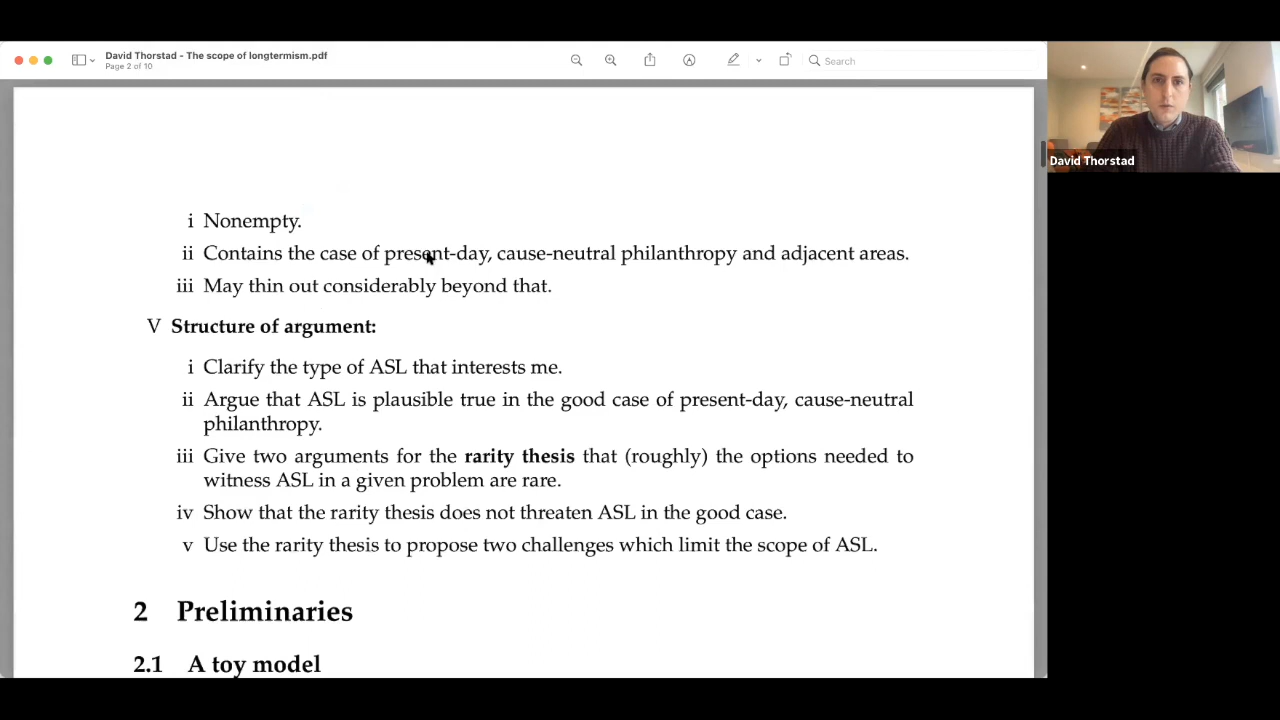 David Thorstad - The scope of longtermism.pdf
Page 2 of 10
Search
David Thorstad
i Nonempty.
ii Contains the case of present-day, cause-neutral philanthropy and adjacent areas.
iii May thin out considerably beyond that.
V Structure of argument:
i Clarify the type of ASL that interests me.
ii Argue that ASL is plausible true in the good case of present-day, cause-neutral
philanthropy.
iii Give two arguments for the rarity thesis that (roughly) the options needed to
witness ASL in a given problem are rare.
iv Show that the rarity thesis does not threaten ASL in the good case.
v Use the rarity thesis to propose two challenges which limit the scope of ASL.
2 Preliminaries
2.1 A toy model